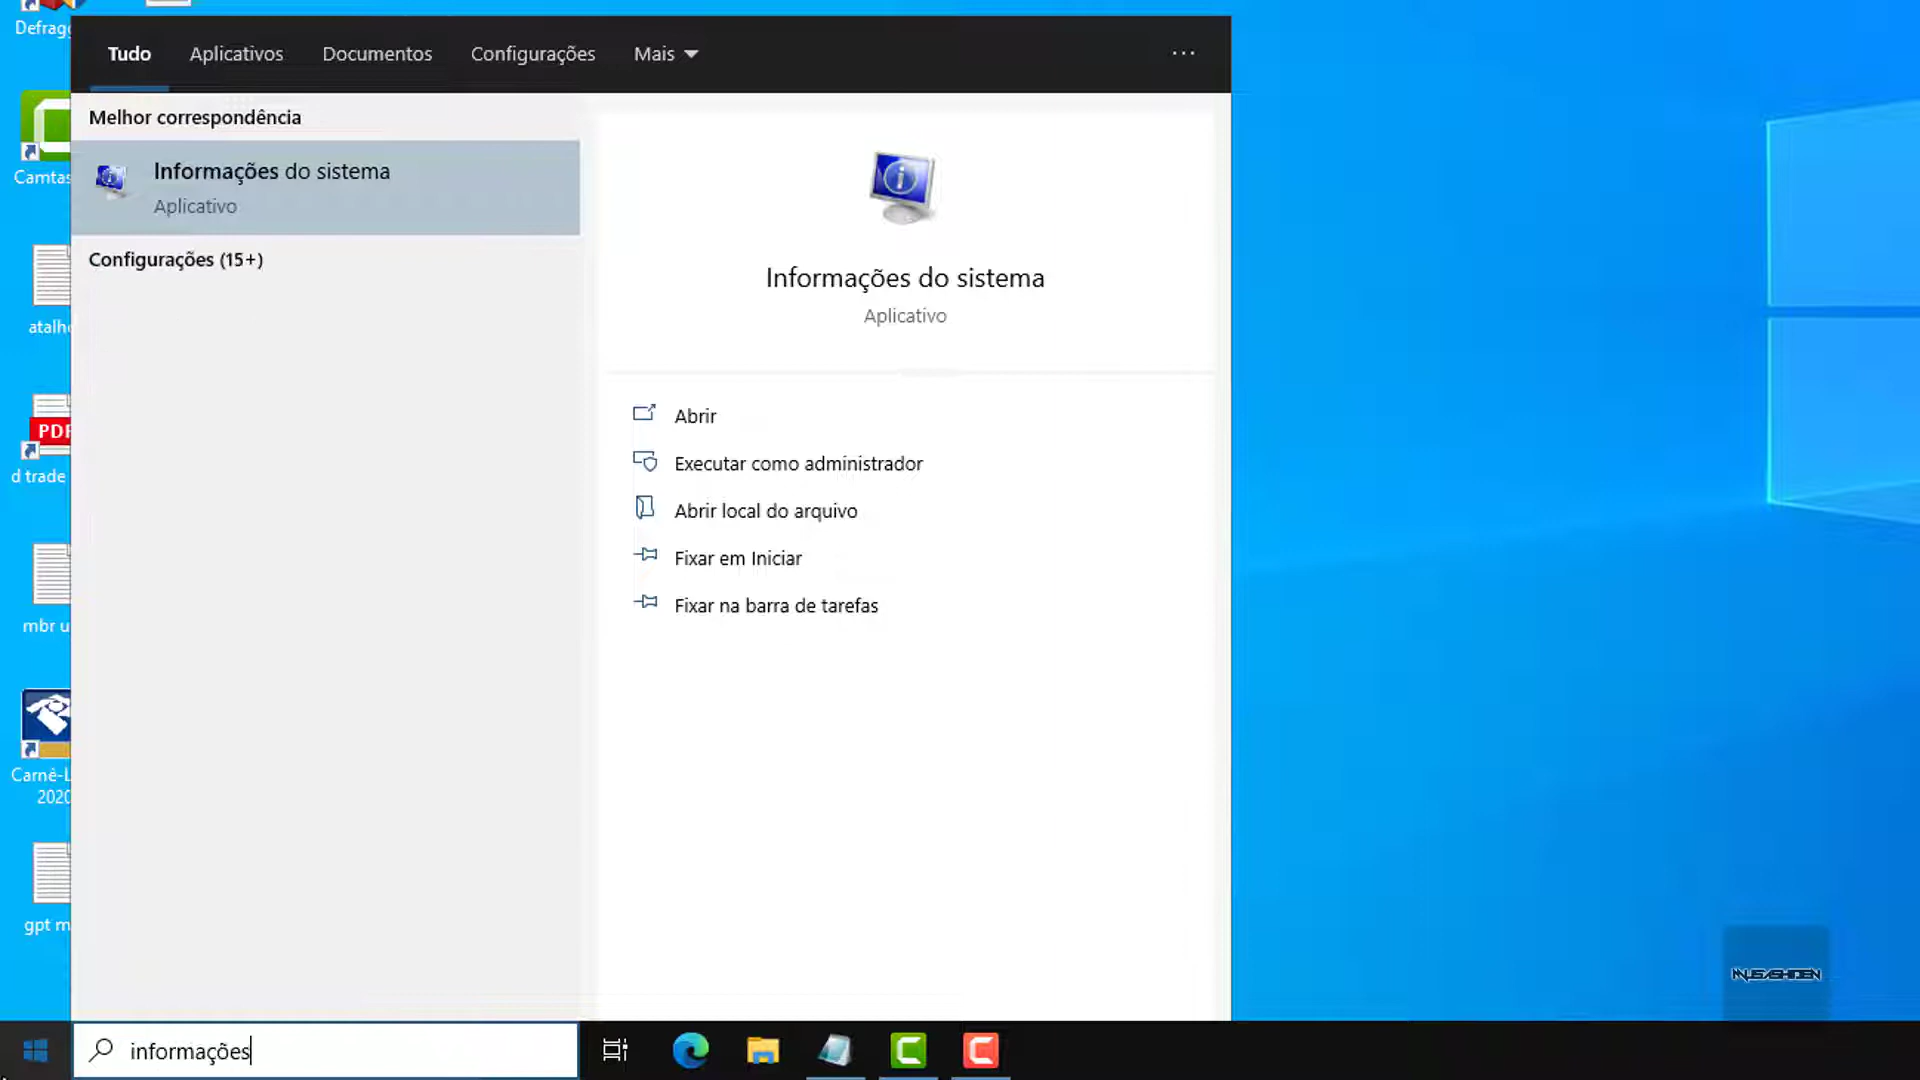 Defragg
Tudo
Aplicativos
Documentos
Configurações
Mais
...
Melhor correspondência
Informações do sistema
Aplicativo
Configurações (15+)
Informações do sistema
Aplicativo
Abrir
Executar como administrador
Abrir local do arquivo
Fixar em Iniciar
Fixar na barra de tarefas
Camtas
atalho
PDF
d trade
mbr u
Carnê-L
2020
gpt m
MUSASHIDEN
informações